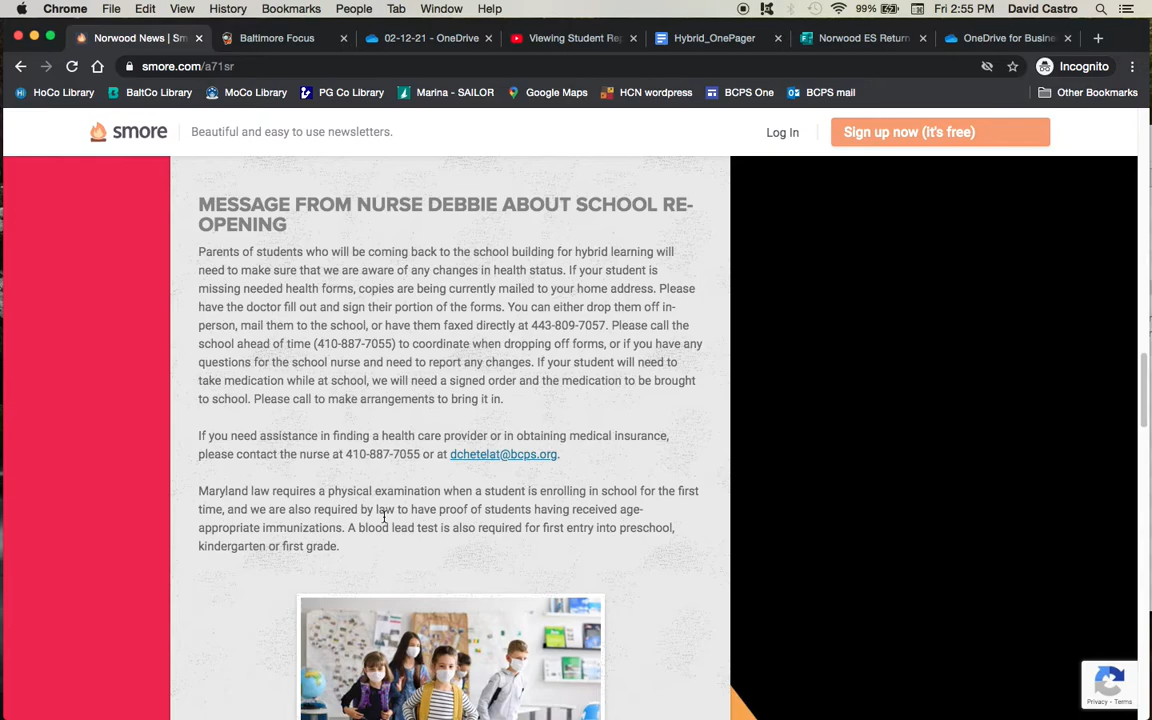 Chrome File Edit View History Bookmarks People Tab Window Help 99% Fri 2:55 PM David Castro
Norwood News | Sm Baltimore Focus 02-12-21 - OneDrive Viewing Student Re Hybrid_OnePager Norwood ES Return OneDrive for Busine
smore.com/a71sr Incognito
HoCo Library BaltCo Library MoCo Library PG Co Library Marina - SAILOR Google Maps HCN wordpress BCPS One BCPS mail Other Bookmarks
smore Beautiful and easy to use newsletters. Log In Sign up now (it's free)
MESSAGE FROM NURSE DEBBIE ABOUT SCHOOL RE-
OPENING
Parents of students who will be coming back to the school building for hybrid learning will
need to make sure that we are aware of any changes in health status. If your student is
missing needed health forms, copies are being currently mailed to your home address. Please
have the doctor fill out and sign their portion of the forms. You can either drop them off in-
person, mail them to the school, or have them faxed directly at 443-809-7057. Please call the
school ahead of time (410-887-7055) to coordinate when dropping off forms, or if you have any
questions for the school nurse and need to report any changes. If your student will need to
take medication while at school, we will need a signed order and the medication to be brought
to school. Please call to make arrangements to bring it in.
If you need assistance in finding a health care provider or in obtaining medical insurance,
please contact the nurse at 410-887-7055 or at dchetelat@bcps.org.
Maryland law requires a physical examination when a student is enrolling in school for the first
time, and we are also required by law to have proof of students having received age-
appropriate immunizations. A blood lead test is also required for first entry into preschool,
kindergarten or first grade.
Privacy - Terms